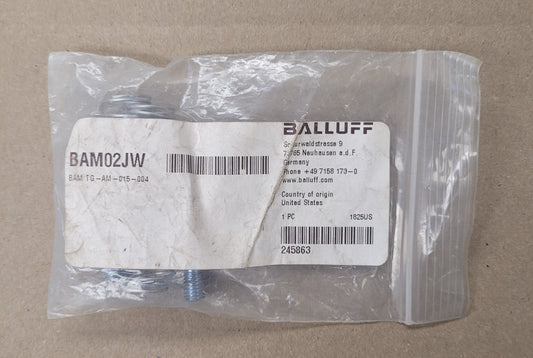 BAM02JW
BAM TG-AM-015-004
BALLUFF
Schurwaldstrasse 9
73765 Neuhausen a.d.F.
Germany
Phone +49 7158 173-0
www.balluff.com
Country of origin
United States
1 PC 1825US
245863